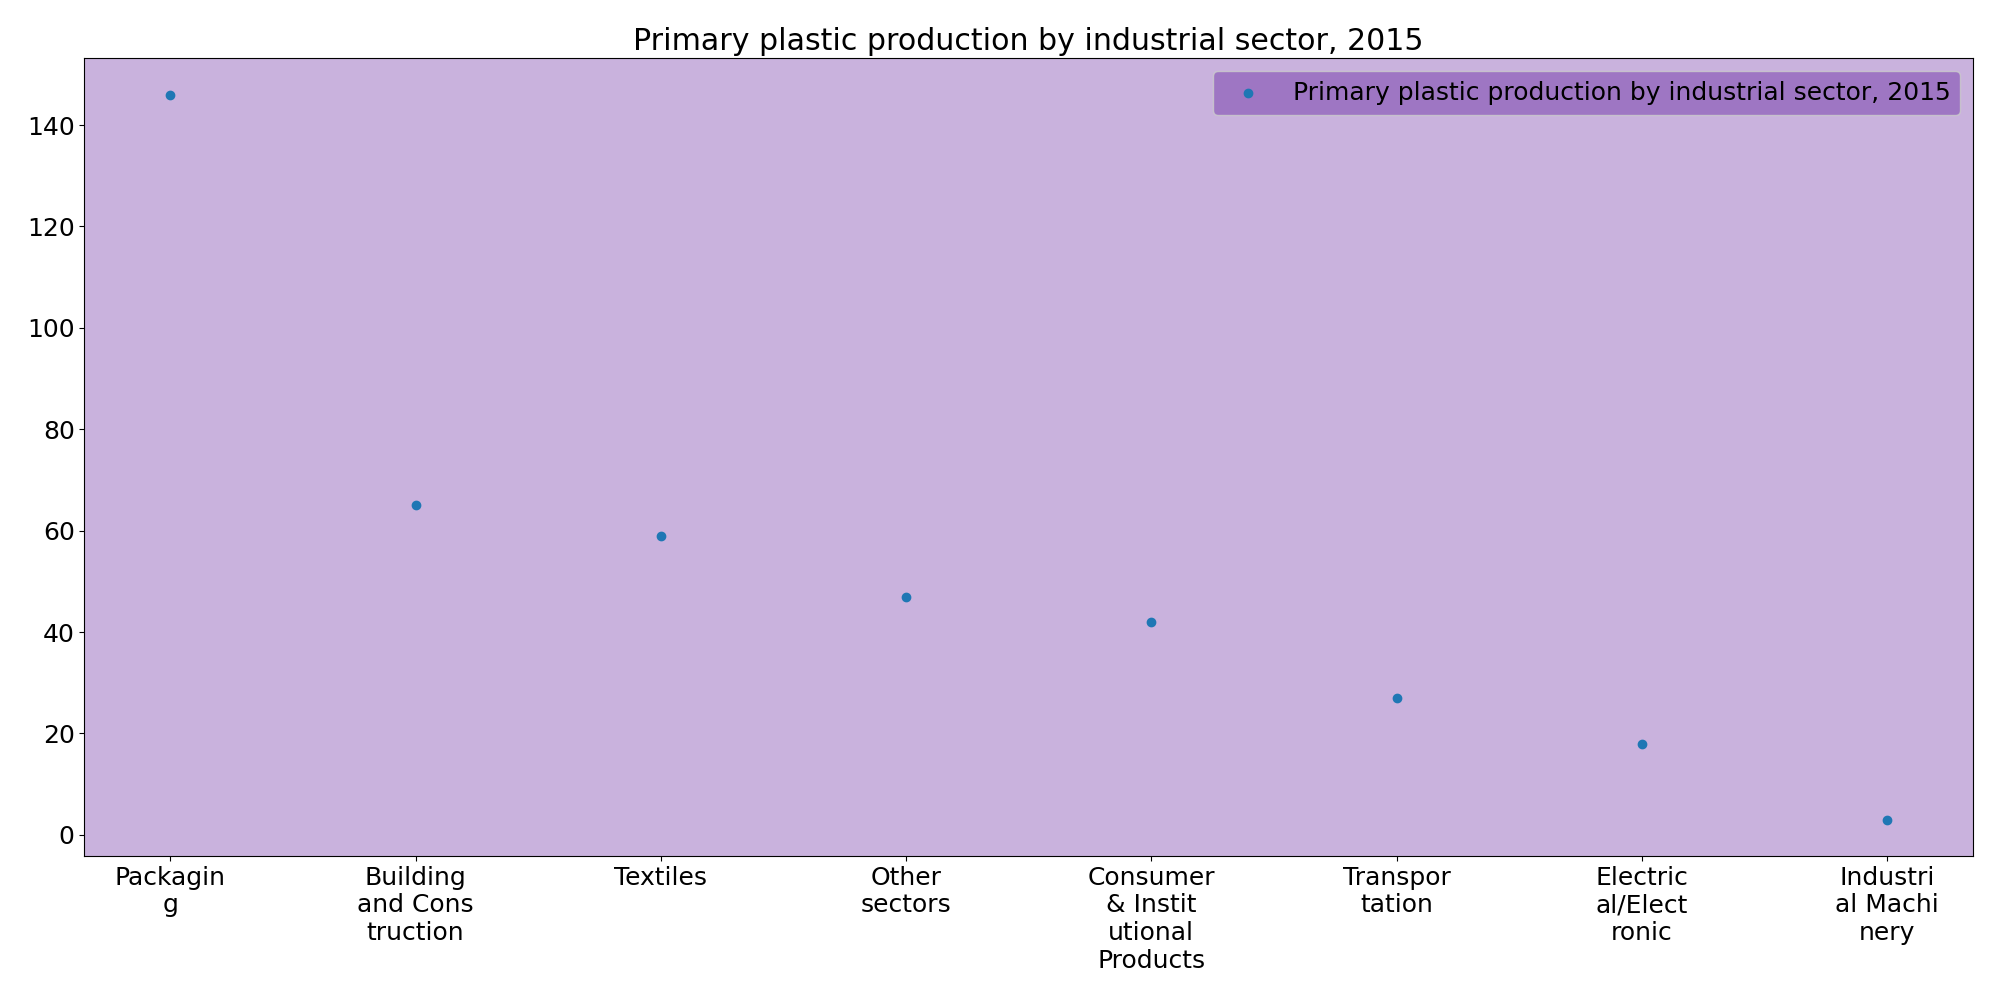 Primary plastic production by industrial sector, 2015
Primary plastic production by industrial sector, 2015
140
120
100
80
60
40
20
0
Packagin
g
Building
and Cons
truction
Textiles
Other
sectors
Consumer
& Instit
utional
Products
Transpor
tation
Electric
al/Elect
ronic
Industri
al Machi
nery